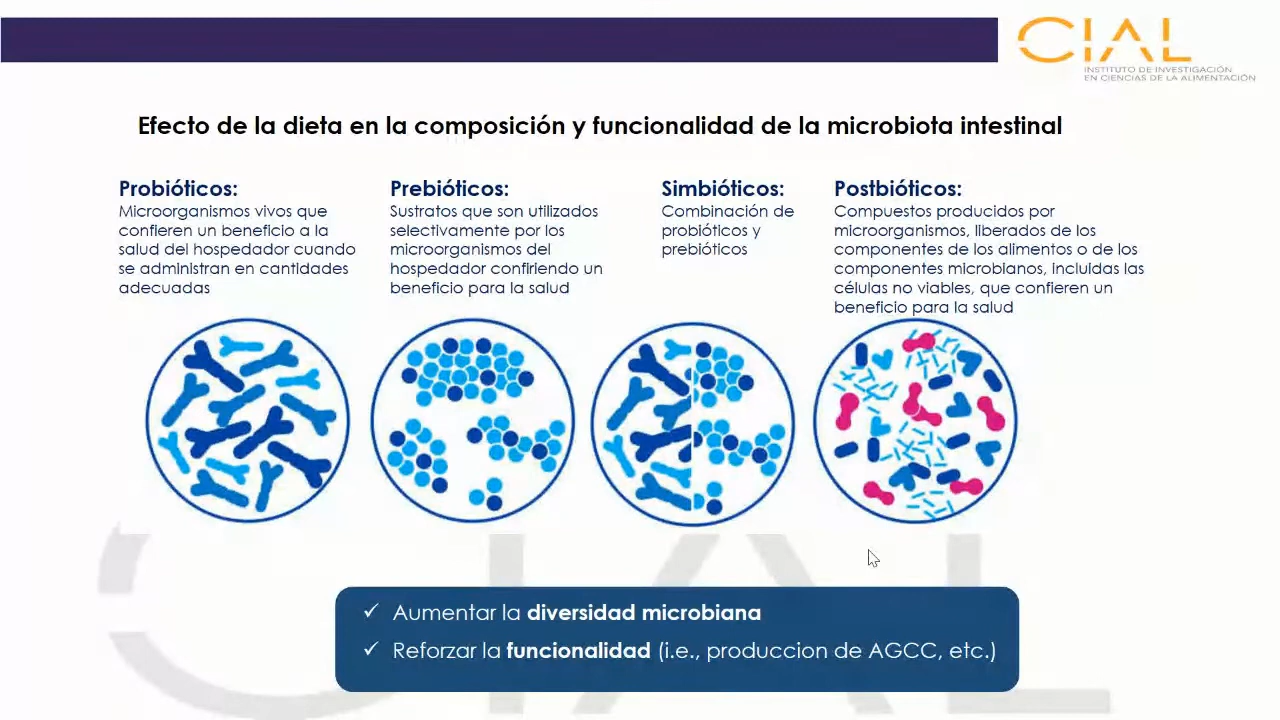 CIAL
INSTITUTO DE INVESTIGACIÓN
EN CIENCIAS DE LA ALIMENTACIÓN
Efecto de la dieta en la composición y funcionalidad de la microbiota intestinal
Probióticos:
Microorganismos vivos que
confieren un beneficio a la
salud del hospedador cuando
se administran en cantidades
adecuadas
Prebióticos:
Sustratos que son utilizados
selectivamente por los
microorganismos del
hospedador confiriendo un
beneficio para la salud
Simbióticos:
Combinación de
probióticos y
prebióticos
Postbióticos:
Compuestos producidos por
microorganismos, liberados de los
componentes de los alimentos o de los
componentes microbianos, incluidas las
células no viables, que confieren un
beneficio para la salud
CIAL
✓ Aumentar la diversidad microbiana
✓ Reforzar la funcionalidad (i.e., produccion de AGCC, etc.)